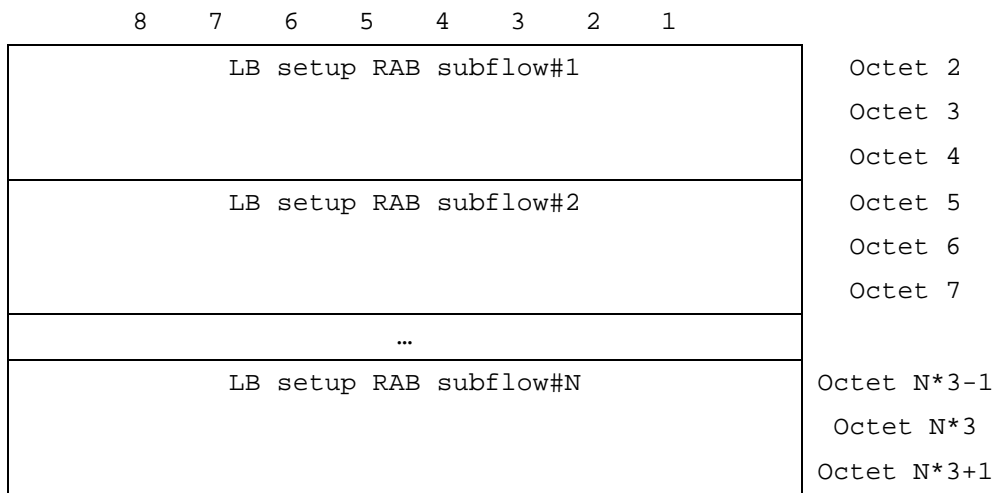 8 7 6 5 4 3 2 1
LB setup RAB subflow#1 Octet 2
Octet 3
Octet 4
LB setup RAB subflow#2 Octet 5
Octet 6
Octet 7
…
LB setup RAB subflow#N Octet N*3-1
Octet N*3
Octet N*3+1